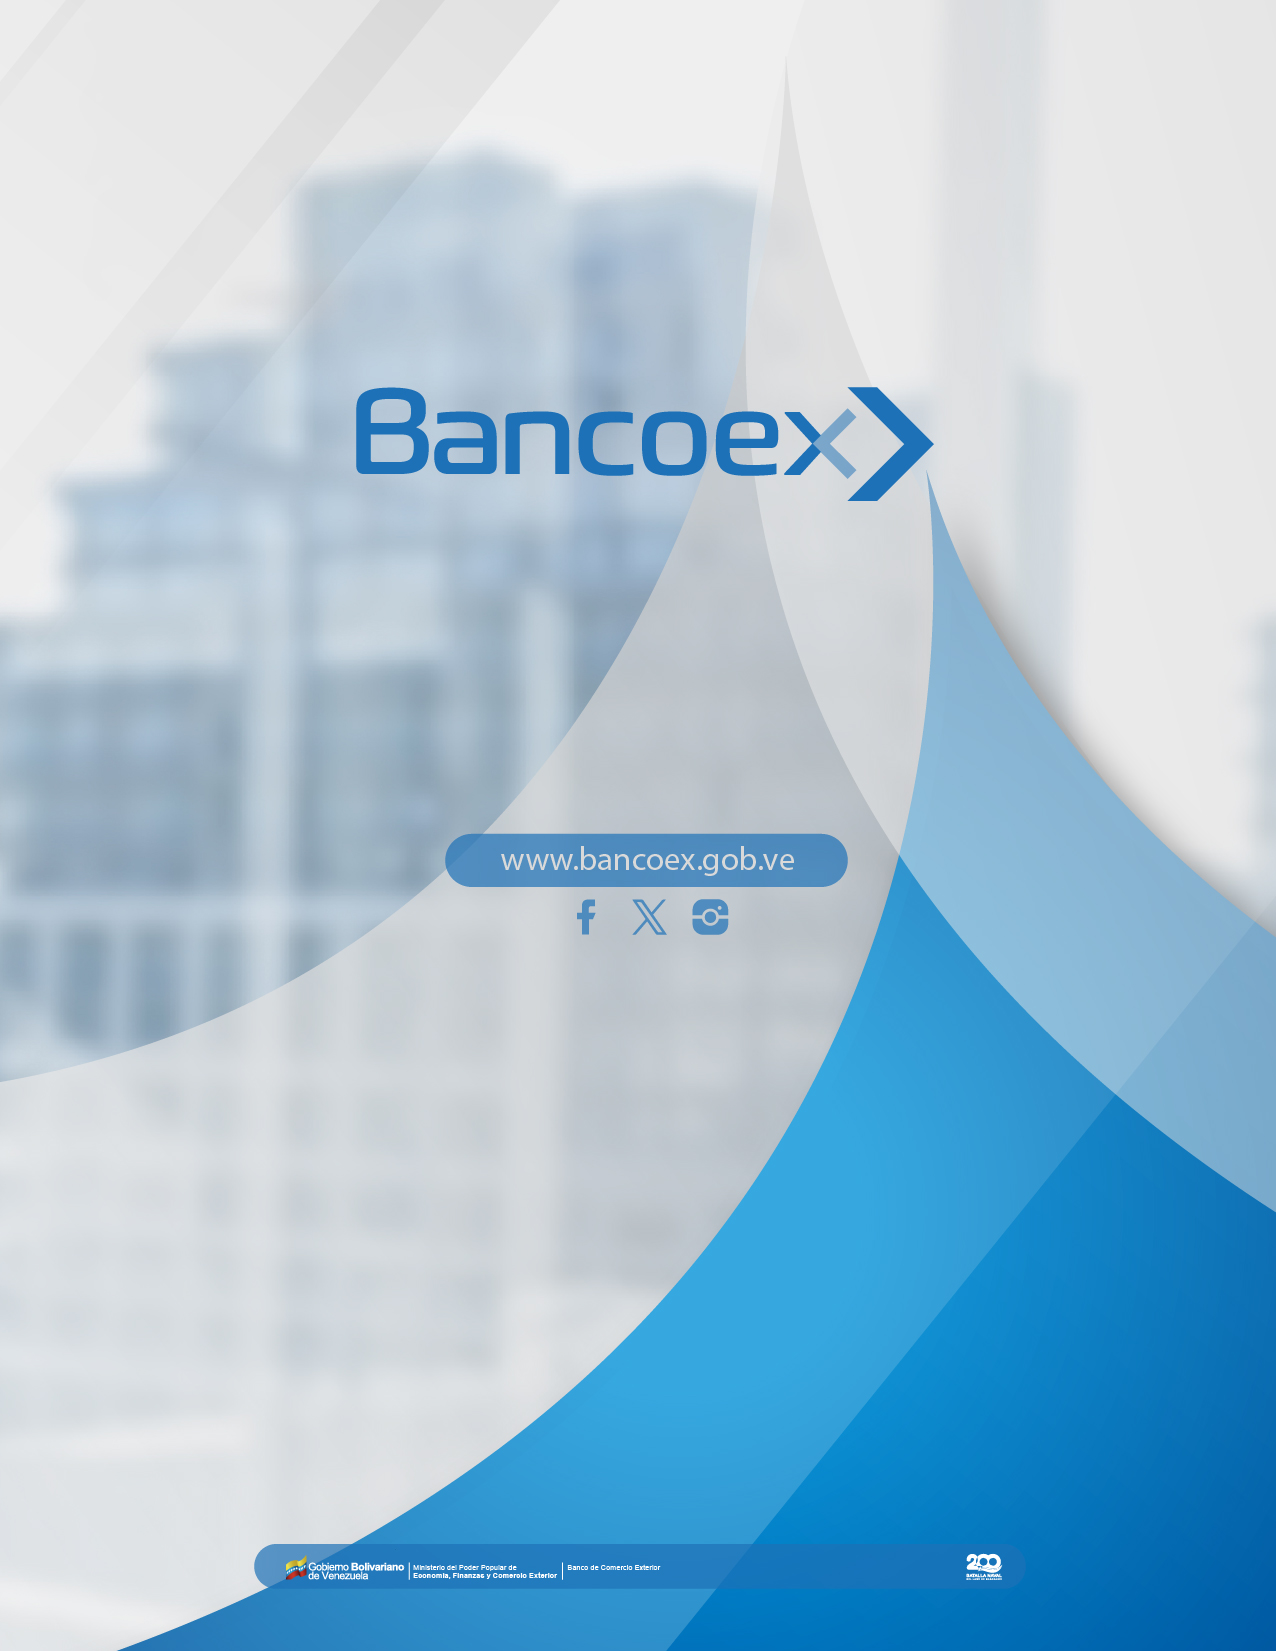 Bancoex
www.bancoex.gob.ve
Gobierno Bolivariano
de Venezuela
Ministerio del Poder Popular de
Economía, Finanzas y Comercio Exterior
Banco de Comercio Exterior
200
BATALLA NAVAL